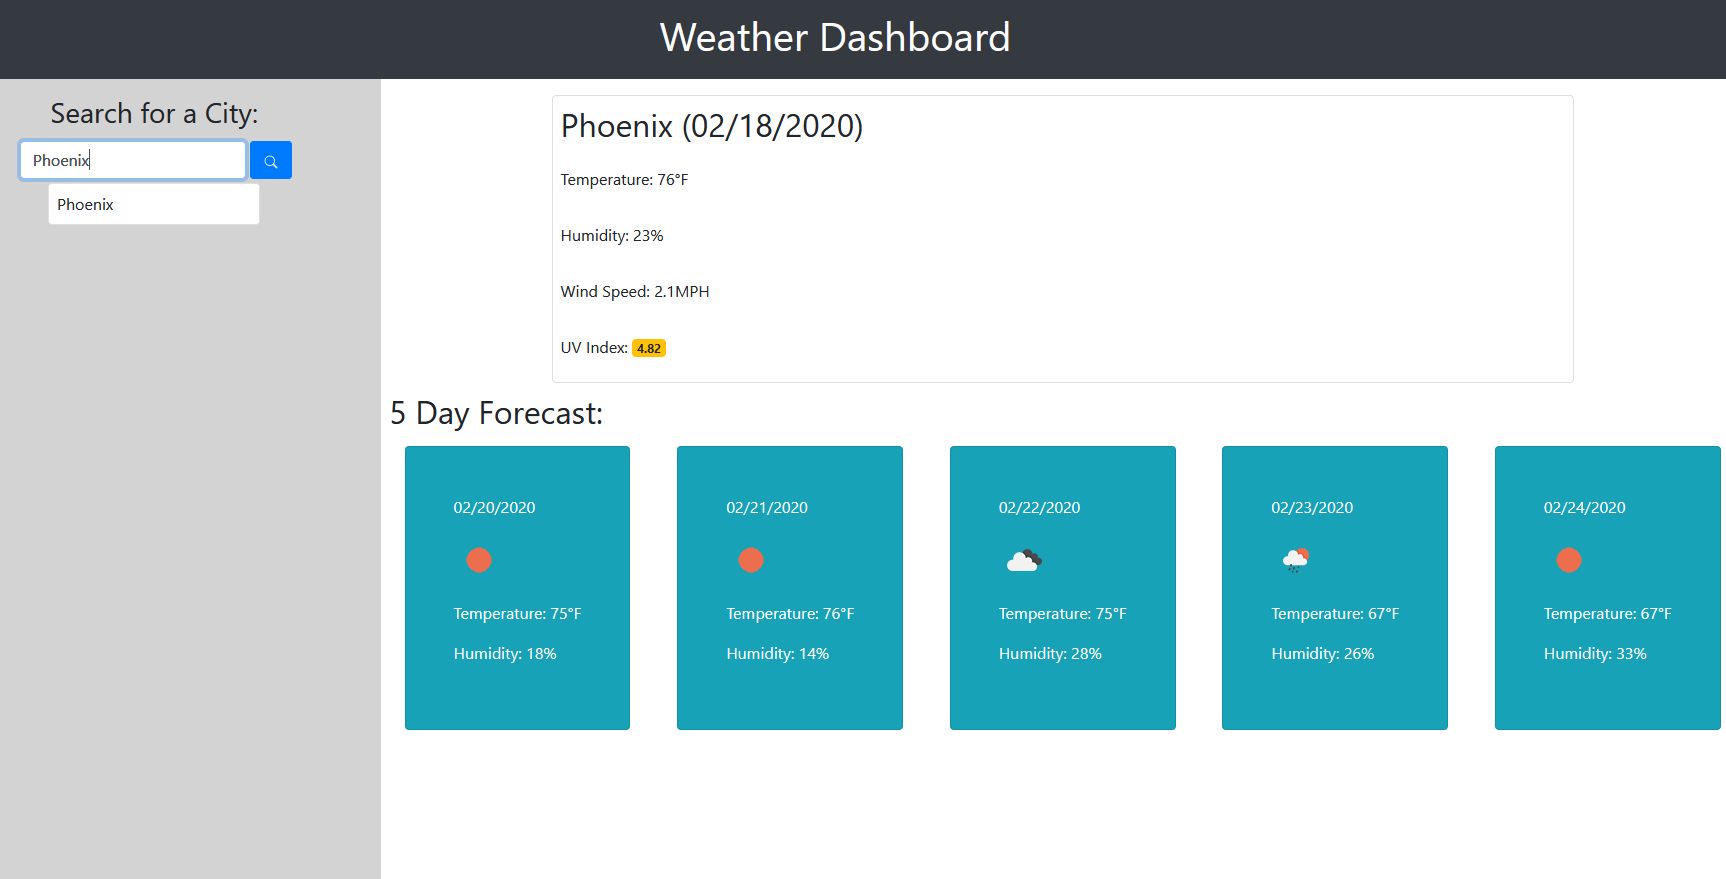 Weather Dashboard
Search for a City:
Phoenix
Phoenix
Phoenix (02/18/2020)
Temperature: 76°F
Humidity: 23%
Wind Speed: 2.1MPH
UV Index: 4.82
5 Day Forecast:
02/20/2020
Temperature: 75°F
Humidity: 18%
02/21/2020
Temperature: 76°F
Humidity: 14%
02/22/2020
Temperature: 75°F
Humidity: 28%
02/23/2020
Temperature: 67°F
Humidity: 26%
02/24/2020
Temperature: 67°F
Humidity: 33%